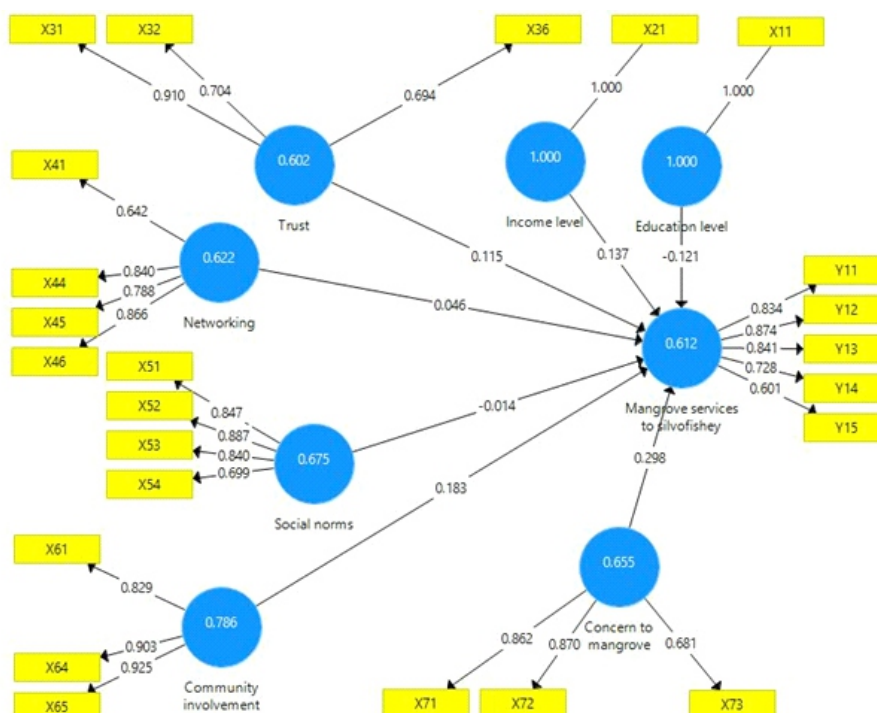 X31
X32
X36
X21
X11
0.910
0.704
0.694
1.000
1.000
X41
0.602
1.000
1.000
0.642
Trust
Income level
Education level
0.622
0.115
0.137
-0.121
X44
0.840
0.788
X45
0.866
Networking
0.046
X46
Y11
0.834
Y12
0.874
0.841
Y13
0.728
Y14
0.601
Y15
0.612
Mangrove services
to silvofishey
X51
0.847
X52
0.887
X53
0.840
0.699
X54
0.675
Social norms
-0.014
0.298
0.183
X61
0.829
0.786
0.903
X64
0.925
X65
Community
involvement
0.655
Concern to
mangrove
0.862
0.870
0.681
X71
X72
X73